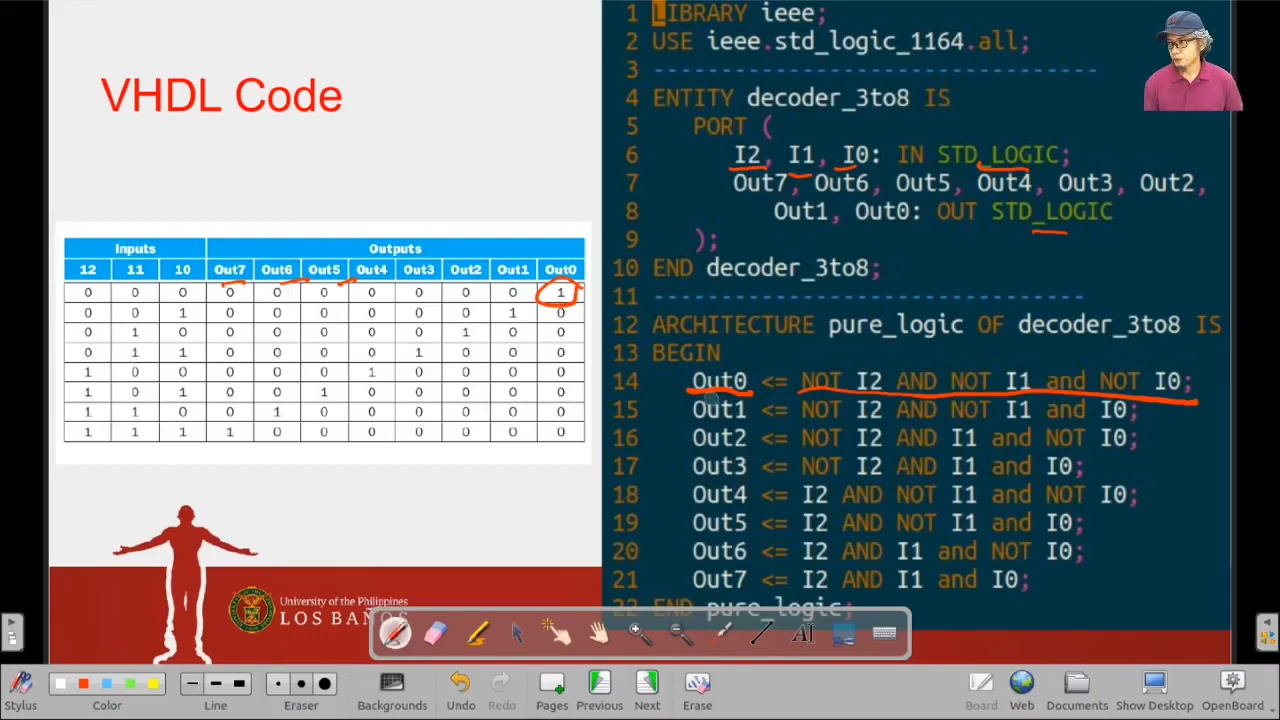 VHDL Code
Inputs Outputs
12 11 10 Out7 Out6 Out5 Out4 Out3 Out2 Out1 Out0
0 0 0 0 0 0 0 0 0 0 1
0 0 1 0 0 0 0 0 0 1 0
0 1 0 0 0 0 0 0 1 0 0
0 1 1 0 0 0 0 1 0 0 0
1 0 0 0 0 0 1 0 0 0 0
1 0 1 0 0 1 0 0 0 0 0
1 1 0 0 1 0 0 0 0 0 0
1 1 1 1 0 0 0 0 0 0 0
University of the Philippines
LOS BAÑOS
1 LIBRARY ieee;
2 USE ieee.std_logic_1164.all;
3 ---------------------------------
4 ENTITY decoder_3to8 IS
5 PORT (
6 I2, I1, I0: IN STD_LOGIC;
7 Out7, Out6, Out5, Out4, Out3, Out2,
8 Out1, Out0: OUT STD_LOGIC
9 );
10 END decoder_3to8;
11 --------------------------------
12 ARCHITECTURE pure_logic OF decoder_3to8 IS
13 BEGIN
14 Out0 <= NOT I2 AND NOT I1 and NOT I0;
15 Out1 <= NOT I2 AND NOT I1 and I0;
16 Out2 <= NOT I2 AND I1 and NOT I0;
17 Out3 <= NOT I2 AND I1 and I0;
18 Out4 <= I2 AND NOT I1 and NOT I0;
19 Out5 <= I2 AND NOT I1 and I0;
20 Out6 <= I2 AND I1 and NOT I0;
21 Out7 <= I2 AND I1 and I0;
22 END pure_logic;
Stylus Color Line Eraser Backgrounds Undo Redo Pages Previous Next Erase Board Web Documents Show Desktop OpenBoard